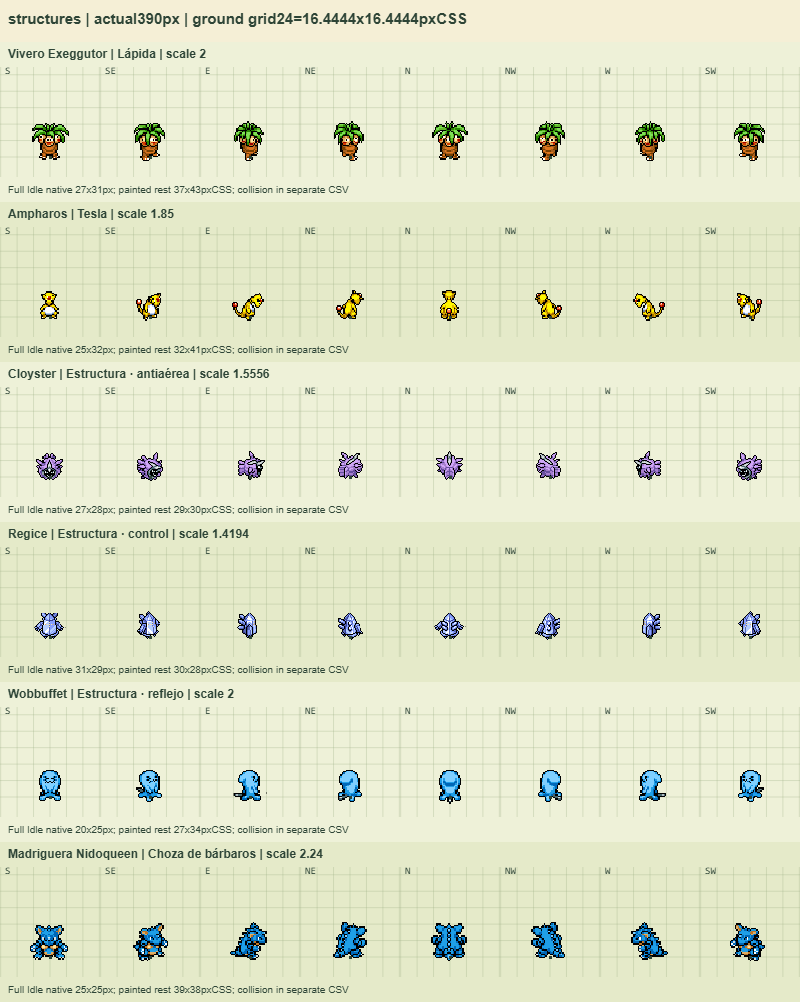 structures | actual390px | ground grid24=16.4444x16.4444pxCSS
Vivero Exeggutor | Lápida | scale 2
S SE E NE N NW W SW
Full Idle native 27x31px; painted rest 37x43pxCSS; collision in separate CSV
Ampharos | Tesla | scale 1.85
S SE E NE N NW W SW
Full Idle native 25x32px; painted rest 32x41pxCSS; collision in separate CSV
Cloyster | Estructura · antiaérea | scale 1.5556
S SE E NE N NW W SW
Full Idle native 27x28px; painted rest 29x30pxCSS; collision in separate CSV
Regice | Estructura · control | scale 1.4194
S SE E NE N NW W SW
Full Idle native 31x29px; painted rest 30x28pxCSS; collision in separate CSV
Wobbuffet | Estructura · reflejo | scale 2
S SE E NE N NW W SW
Full Idle native 20x25px; painted rest 27x34pxCSS; collision in separate CSV
Madriguera Nidoqueen | Choza de bárbaros | scale 2.24
S SE E NE N NW W SW
Full Idle native 25x25px; painted rest 39x38pxCSS; collision in separate CSV